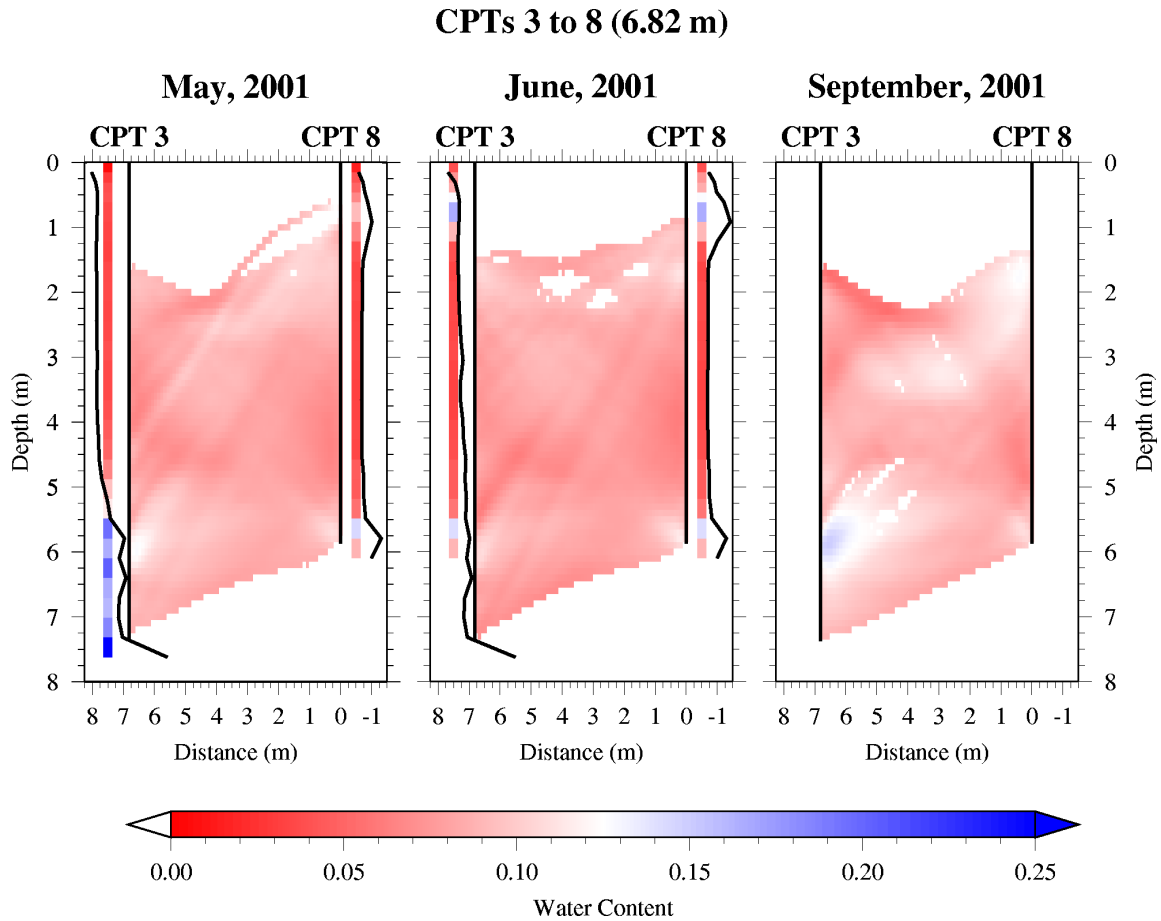 CPTs 3 to 8 (6.82 m)
May, 2001 June, 2001 September, 2001
CPT 3 CPT 8 CPT 3 CPT 8 CPT 3 CPT 8
0 0
1 1
2 2
3 3
4 4
5 5
6 6
7 7
8 8
Depth (m) Depth (m)
8 7 6 5 4 3 2 1 0 -1 8 7 6 5 4 3 2 1 0 -1 8 7 6 5 4 3 2 1 0 -1
Distance (m) Distance (m) Distance (m)
0.00 0.05 0.10 0.15 0.20 0.25
Water Content